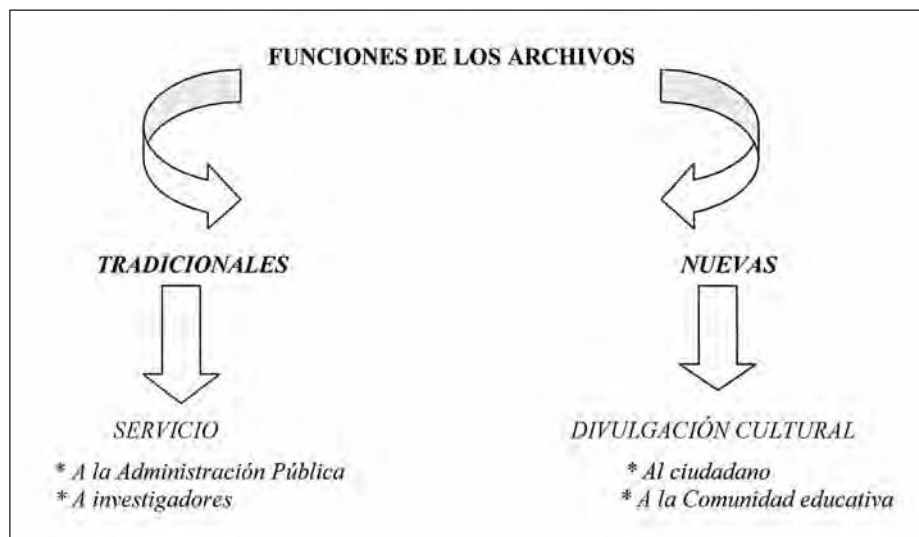 FUNCIONES DE LOS ARCHIVOS
TRADICIONALES
SERVICIO
* A la Administración Pública
* A investigadores
NUEVAS
DIVULGACIÓN CULTURAL
* Al ciudadano
* A la Comunidad educativa